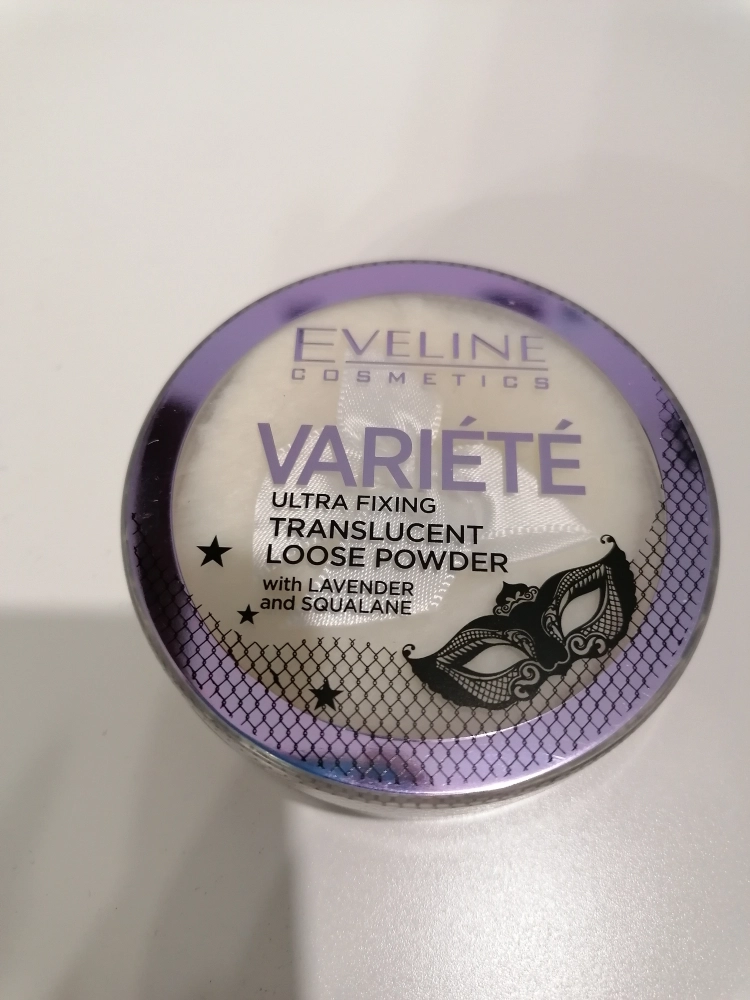 EVELINE
COSMETICS
VARIÉTÉ
ULTRA FIXING
TRANSLUCENT
LOOSE POWDER
with LAVENDER
and SQUALANE